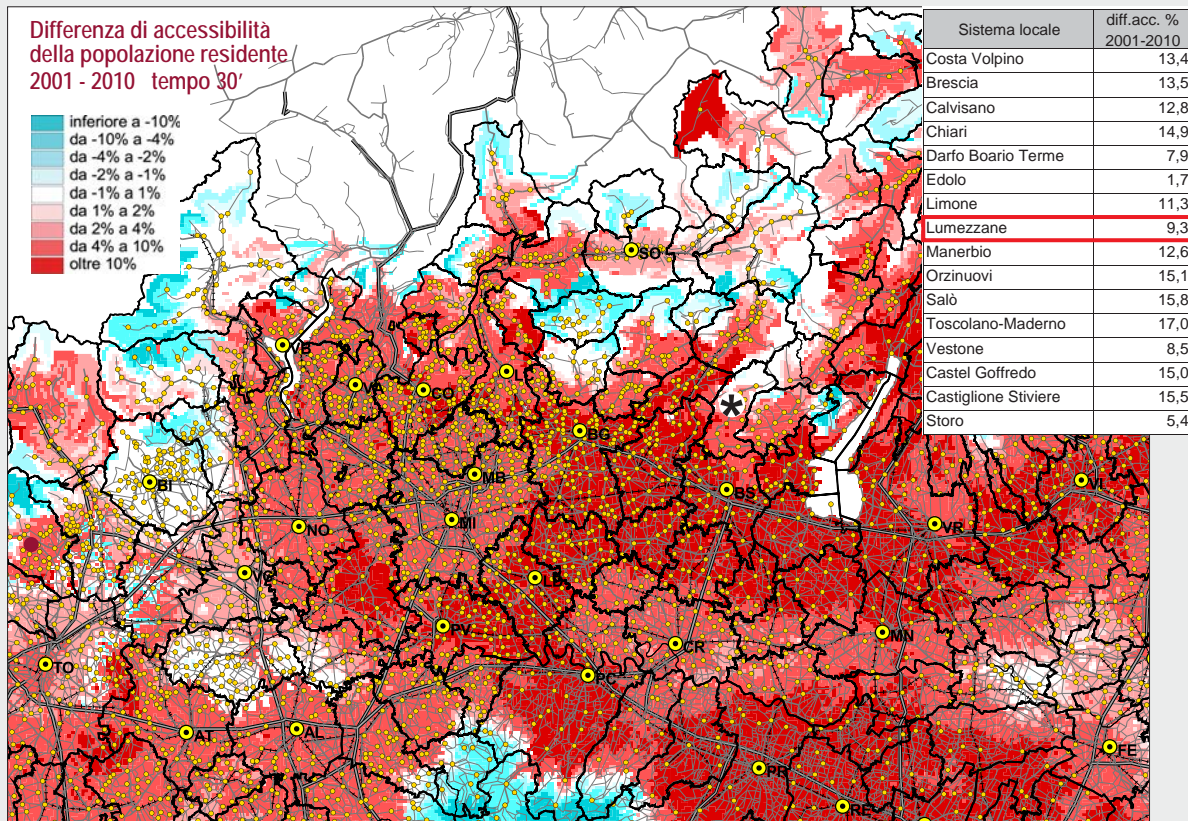 Differenza di accessibilità
della popolazione residente
2001 - 2010 tempo 30'
inferiore a -10%
da -10% a -4%
da -4% a -2%
da -2% a -1%
da -1% a 1%
da 1% a 2%
da 2% a 4%
da 4% a 10%
oltre 10%
Sistema locale diff.acc. %
2001-2010
Costa Volpino 13,4
Brescia 13,5
Calvisano 12,8
Chiari 14,9
Darfo Boario Terme 7,9
Edolo 1,7
Limone 11,3
Lumezzane 9,3
Manerbio 12,6
Orzinuovi 15,1
Salò 15,8
Toscolano-Maderno 17,0
Vestone 8,5
Castel Goffredo 15,0
Castiglione Stiviere 15,5
Storo 5,4
SO
VB
VA
CO
*
BG
MB
BI
BS
VI
MI
NO
VR
VC
PV
MN
CR
TO
PC
AT
AL
FE
PR
RE